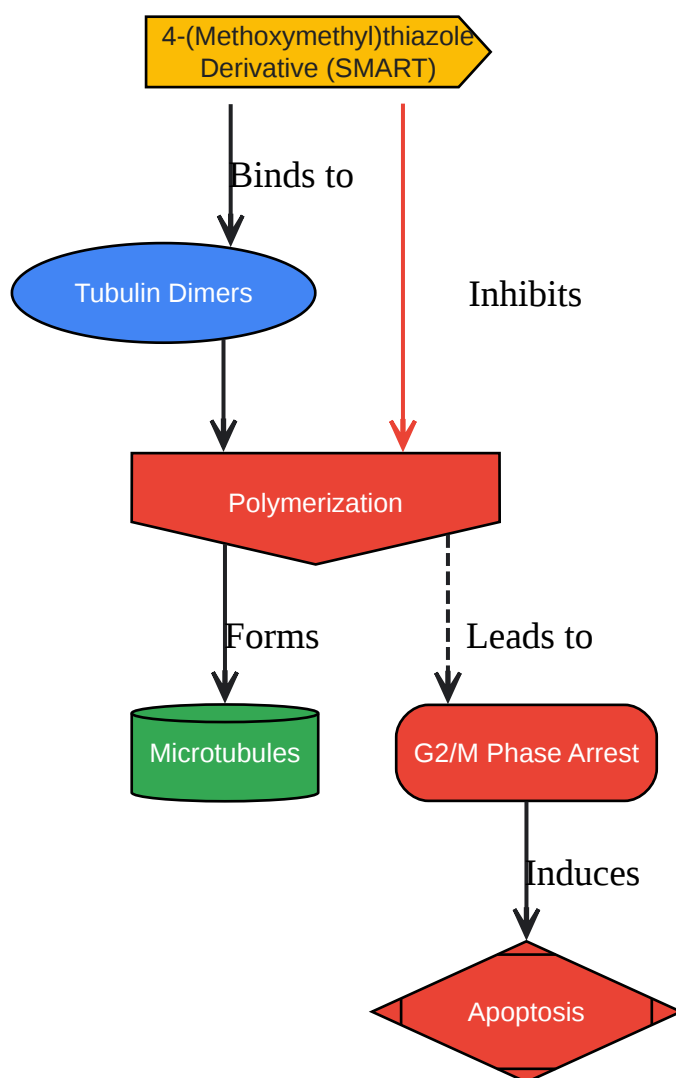 4-(Methoxymethyl)thiazole
Derivative (SMART)
Binds to
Tubulin Dimers
Inhibits
Polymerization
Forms
Leads to
Microtubules
G2/M Phase Arrest
Induces
Apoptosis